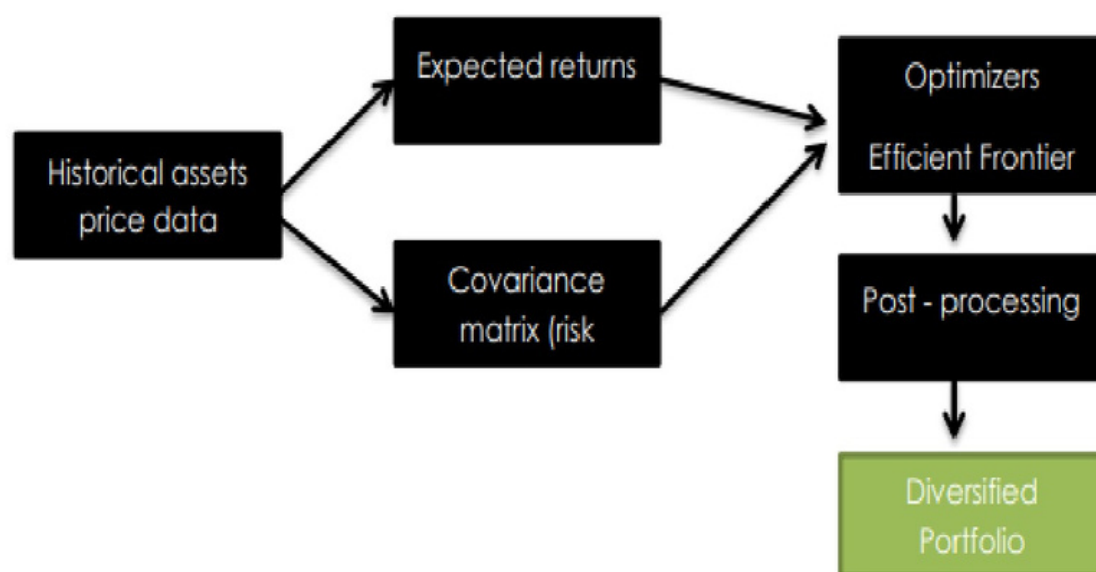 Historical assets
price data
Expected returns
Covariance
matrix (risk
Optimizers
Efficient Frontier
Post - processing
Diversified
Portfolio